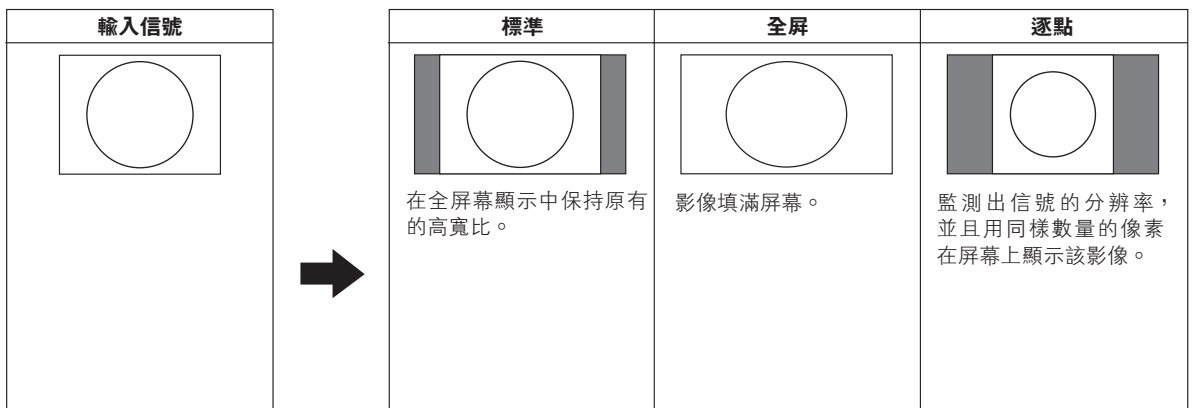 輸入信號
標準
全屏
逐點
在全屏幕顯示中保持原有
的高寬比。
影像填滿屏幕。
監測出信號的分辨率，
並且用同樣數量的像素
在屏幕上顯示該影像。